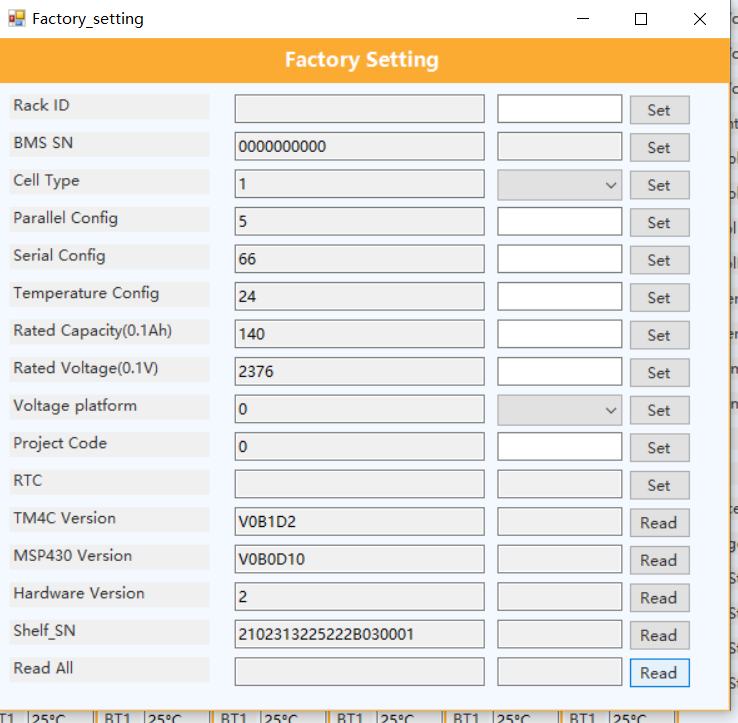 Factory_setting
Factory Setting
Rack ID Set
BMS SN 0000000000 Set
Cell Type 1 Set
Parallel Config 5 Set
Serial Config 66 Set
Temperature Config 24 Set
Rated Capacity(0.1Ah) 140 Set
Rated Voltage(0.1V) 2376 Set
Voltage platform 0 Set
Project Code 0 Set
RTC Set
TM4C Version V0B1D2 Read
MSP430 Version V0B0D10 Read
Hardware Version 2 Read
Shelf_SN 2102313225222B030001 Read
Read All Read
25°C BT1 25°C BT1 25°C BT1 25°C BT1 25°C BT1 25°C